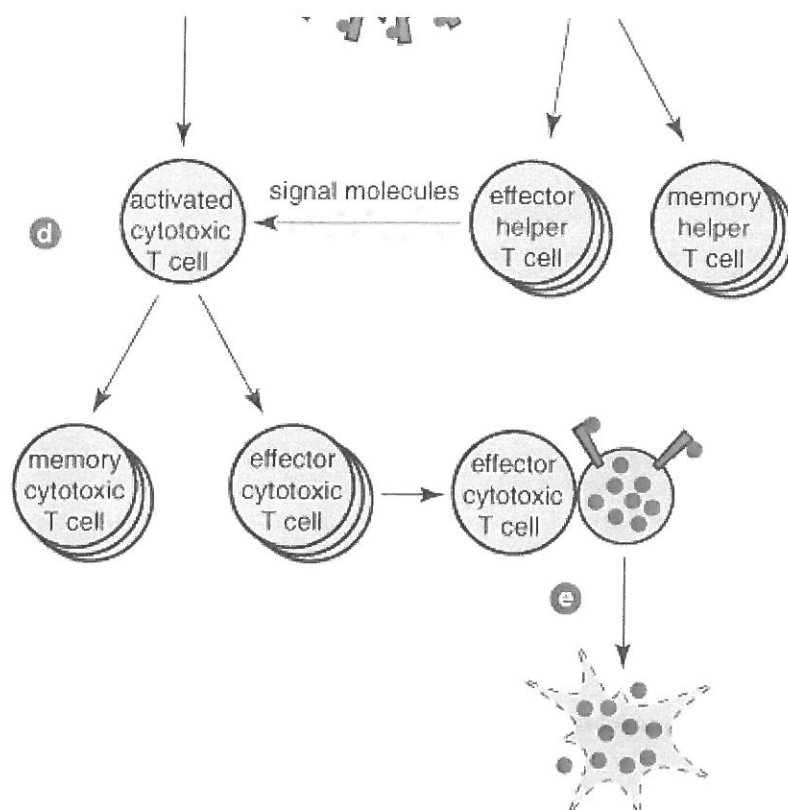 activated
cytotoxic
T cell
signal molecules
effector
helper
T cell
memory
helper
T cell
d
memory
cytotoxic
T cell
effector
cytotoxic
T cell
effector
cytotoxic
T cell
e